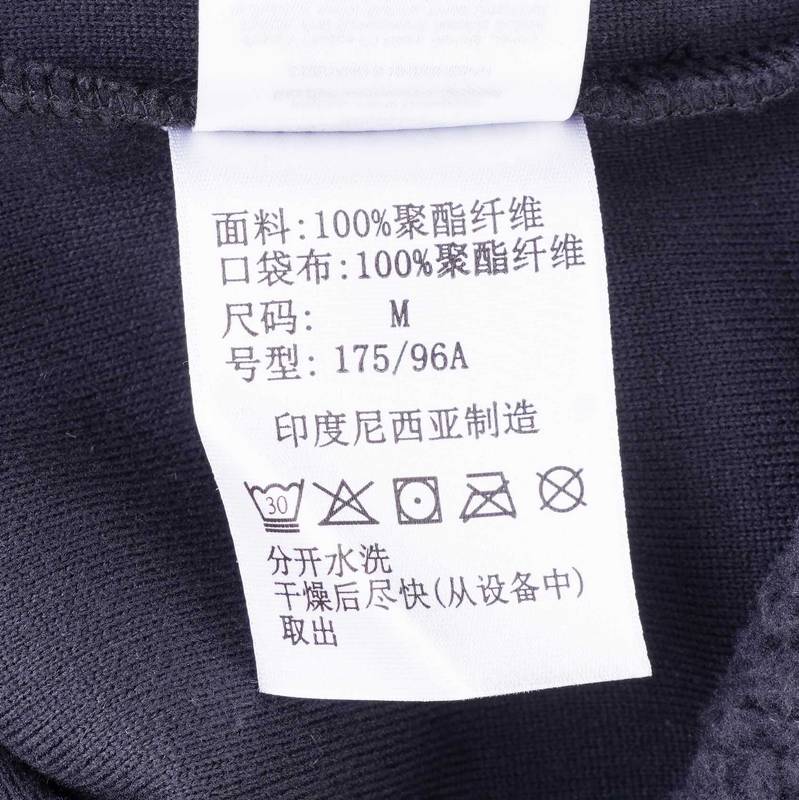 面料:100%聚酯纤维
口袋布:100%聚酯纤维
尺码: M
号型: 175/96A
印度尼西亚制造
30
分开水洗
干燥后尽快(从设备中)
取出